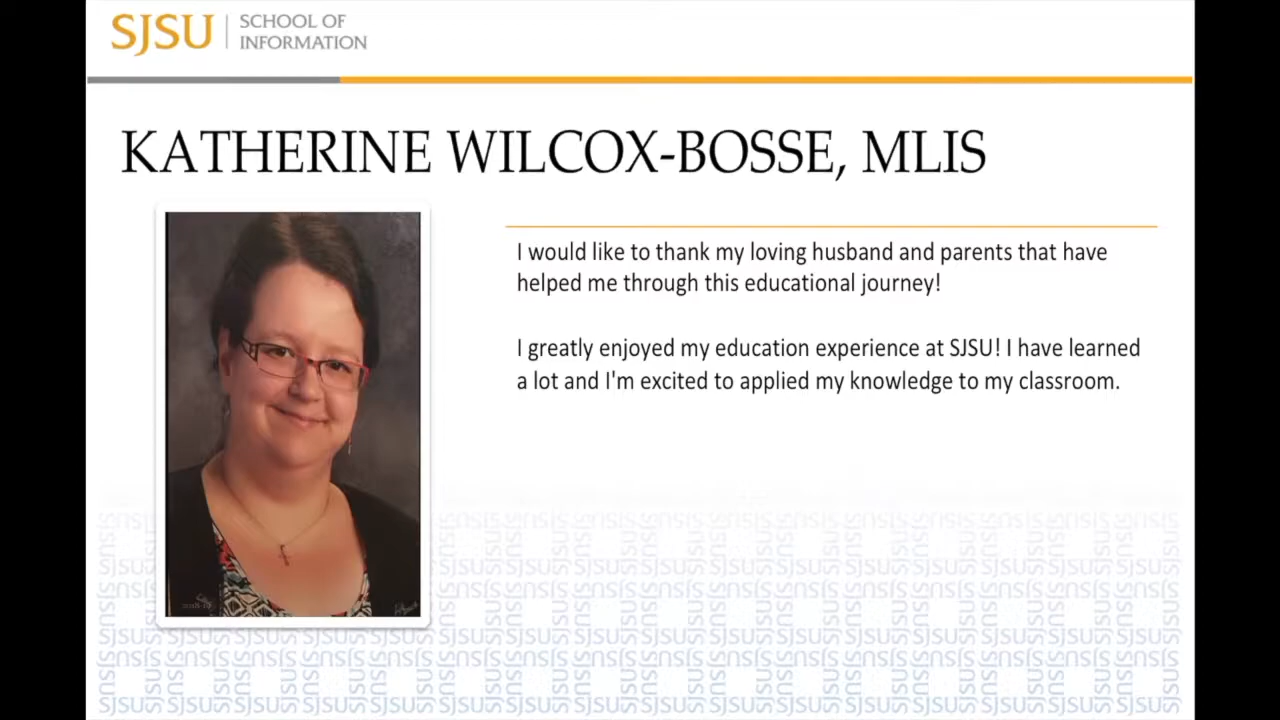 SJSU
SCHOOL OF
INFORMATION
KATHERINE WILCOX-BOSSE, MLIS
I would like to thank my loving husband and parents that have
helped me through this educational journey!
I greatly enjoyed my education experience at SJSU! I have learned
a lot and I'm excited to applied my knowledge to my classroom.